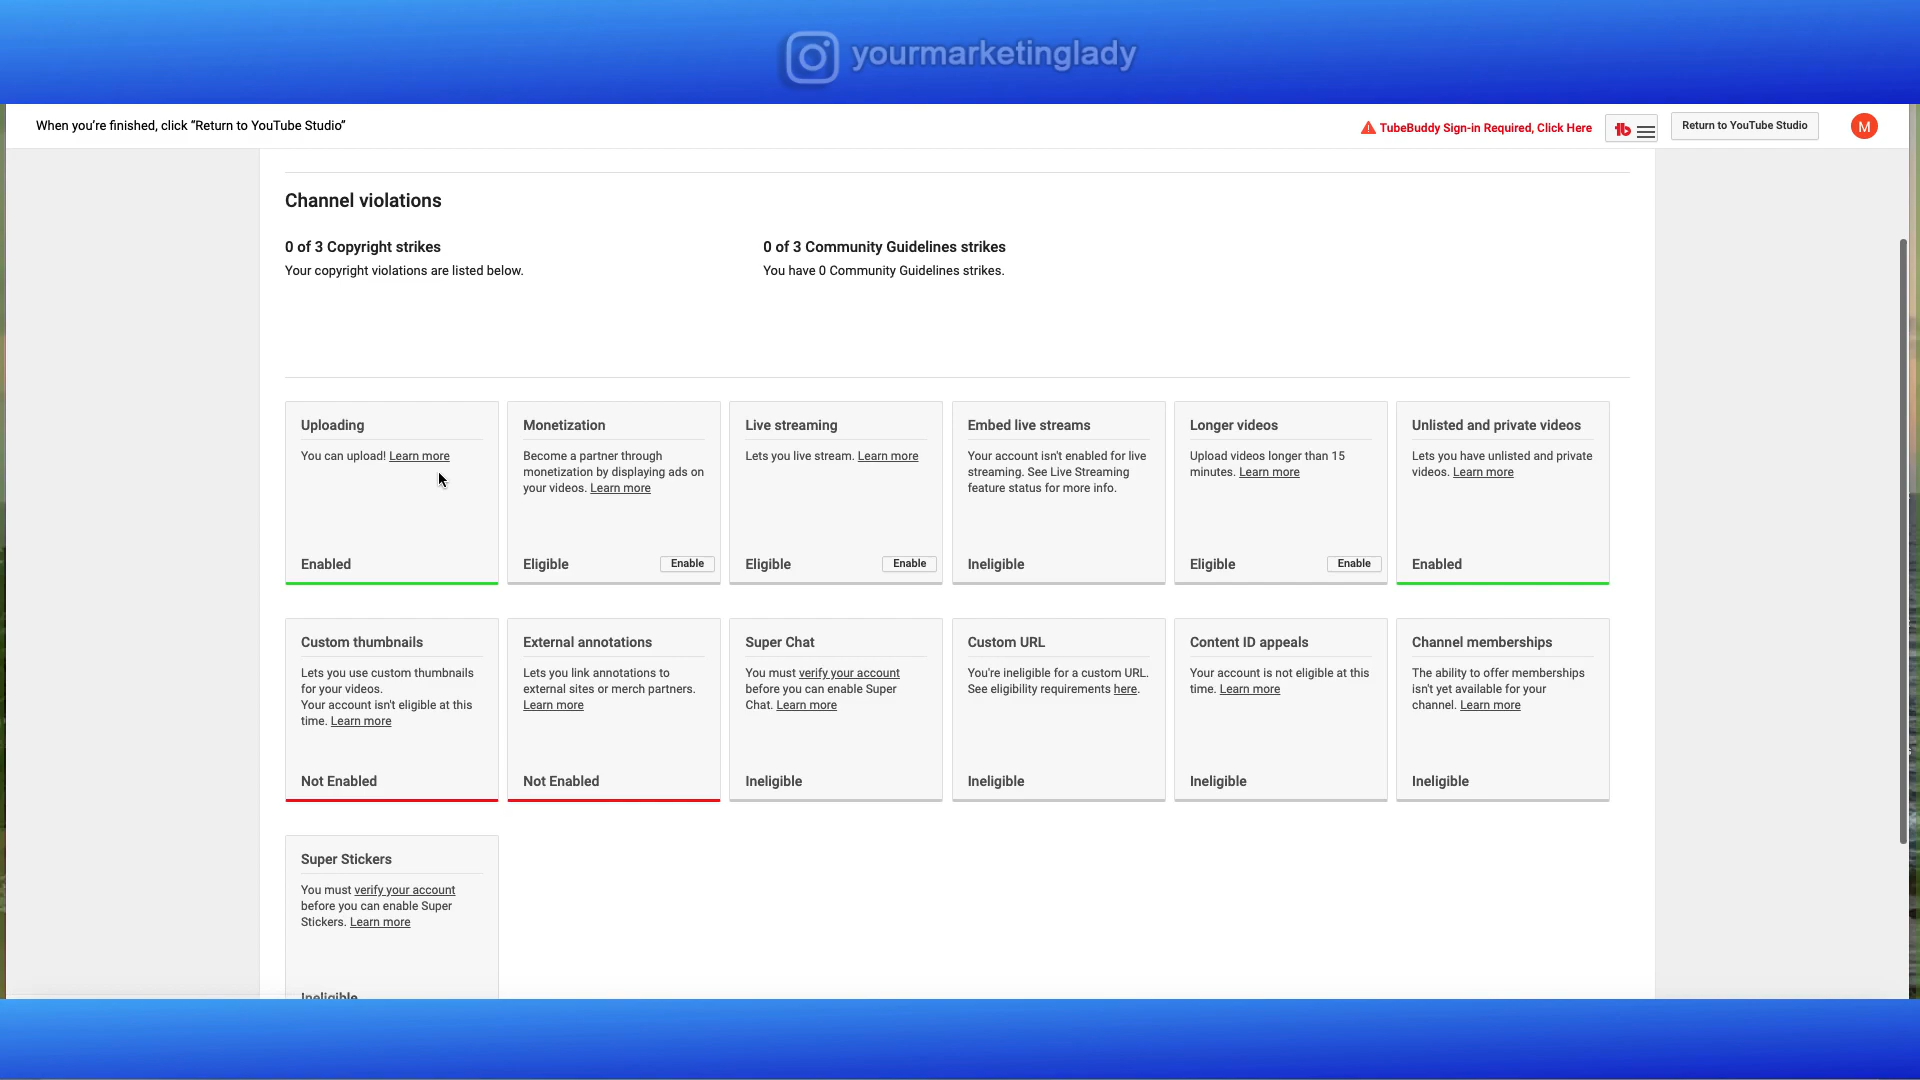 yourmarketinglady
When you're finished, click “Return to YouTube Studio”
TubeBuddy Sign-in Required, Click Here
tb
Return to YouTube Studio
M
Channel violations
0 of 3 Copyright strikes
Your copyright violations are listed below.
0 of 3 Community Guidelines strikes
You have 0 Community Guidelines strikes.
Uploading
You can upload! Learn more
Enabled
Monetization
Become a partner through
monetization by displaying ads on
your videos. Learn more
Eligible
Enable
Live streaming
Lets you live stream. Learn more
Eligible
Enable
Embed live streams
Your account isn't enabled for live
streaming. See Live Streaming
feature status for more info.
Ineligible
Longer videos
Upload videos longer than 15
minutes. Learn more
Eligible
Enable
Unlisted and private videos
Lets you have unlisted and private
videos. Learn more
Enabled
Custom thumbnails
Lets you use custom thumbnails
for your videos.
Your account isn't eligible at this
time. Learn more
Not Enabled
External annotations
Lets you link annotations to
external sites or merch partners.
Learn more
Not Enabled
Super Chat
You must verify your account
before you can enable Super
Chat. Learn more
Ineligible
Custom URL
You're ineligible for a custom URL.
See eligibility requirements here.
Ineligible
Content ID appeals
Your account is not eligible at this
time. Learn more
Ineligible
Channel memberships
The ability to offer memberships
isn't yet available for your
channel. Learn more
Ineligible
Super Stickers
You must verify your account
before you can enable Super
Stickers. Learn more
Ineligible